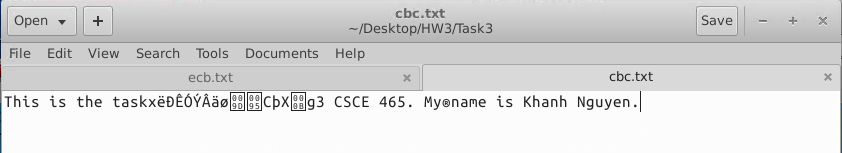 Open
cbc.txt
~/Desktop/HW3/Task3
Save
File Edit View Search Tools Documents Help
ecb.txt
cbc.txt
This is the taskxëÐÊÓÝÂäø009D0095CþX000Bg3 CSCE 465. My®name is Khanh Nguyen.